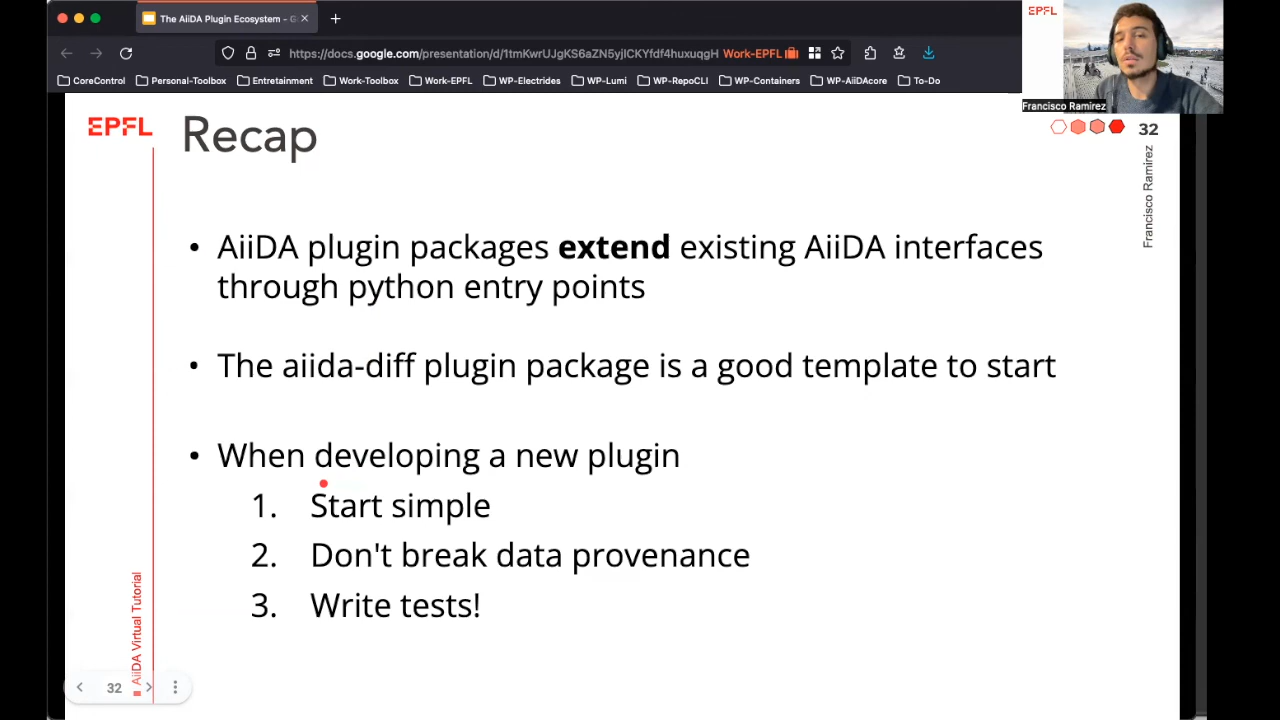 The AiiDA Plugin Ecosystem - G
https://docs.google.com/presentation/d/1tmKwrUJgKS6aZN5yjICKYfdf4huxuqgH
Work-EPFL
CoreControl
Personal-Toolbox
Entretainment
Work-Toolbox
Work-EPFL
WP-Electrides
WP-Lumi
WP-RepoCLI
WP-Containers
WP-AiiDAcore
To-Do
EPFL
Francisco Ramirez
EPFL
Recap
32
Francisco Ramirez
• AiiDA plugin packages extend existing AiiDA interfaces
through python entry points
• The aiida-diff plugin package is a good template to start
• When developing a new plugin
1. Start simple
2. Don't break data provenance
3. Write tests!
AiiDA Virtual Tutorial
32